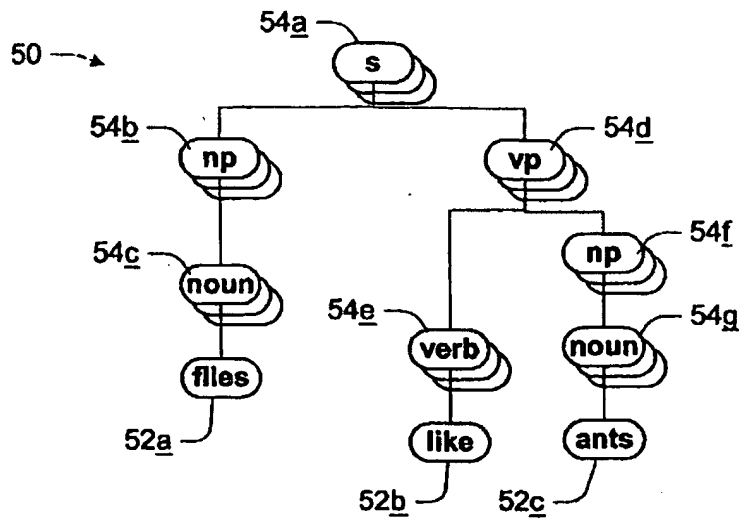 54a
50
s
54b
54d
np
vp
54c
54f
np
noun
54e
54g
verb
noun
flies
52a
like
ants
52b
52c